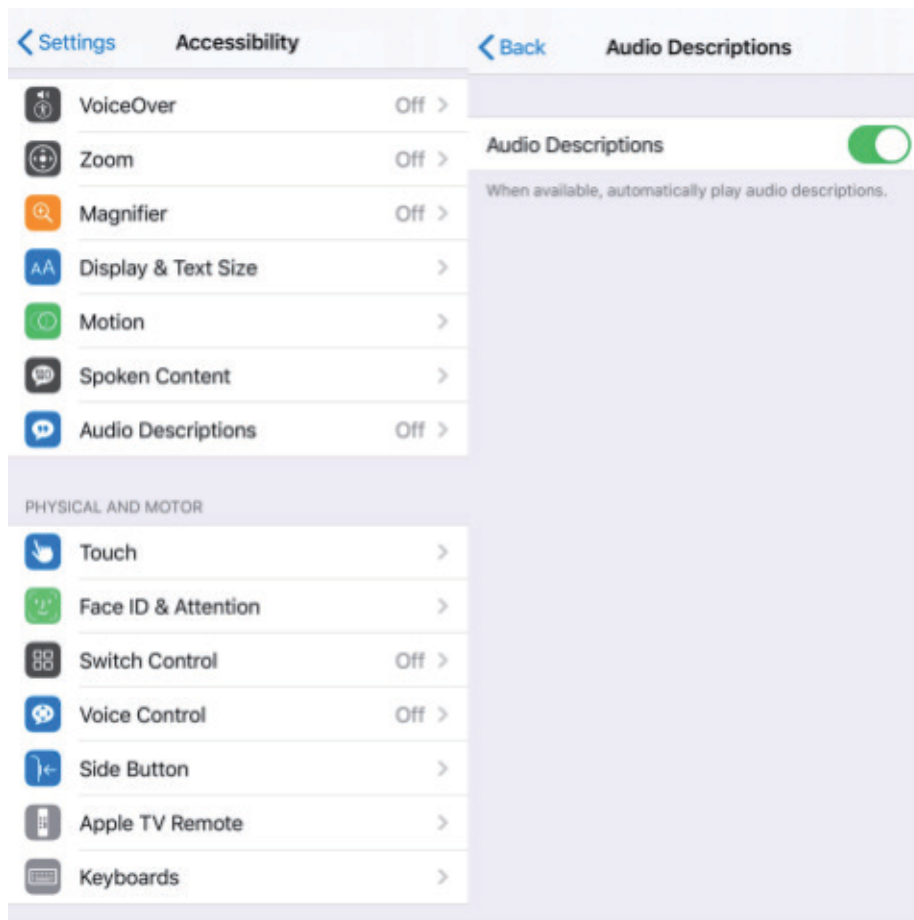 Settings
Accessibility
VoiceOver Off
Zoom Off
Magnifier Off
AA Display & Text Size
Motion
Spoken Content
Audio Descriptions Off
PHYSICAL AND MOTOR
Touch
Face ID & Attention
Switch Control Off
Voice Control Off
Side Button
Apple TV Remote
Keyboards
Back
Audio Descriptions
Audio Descriptions
When available, automatically play audio descriptions.